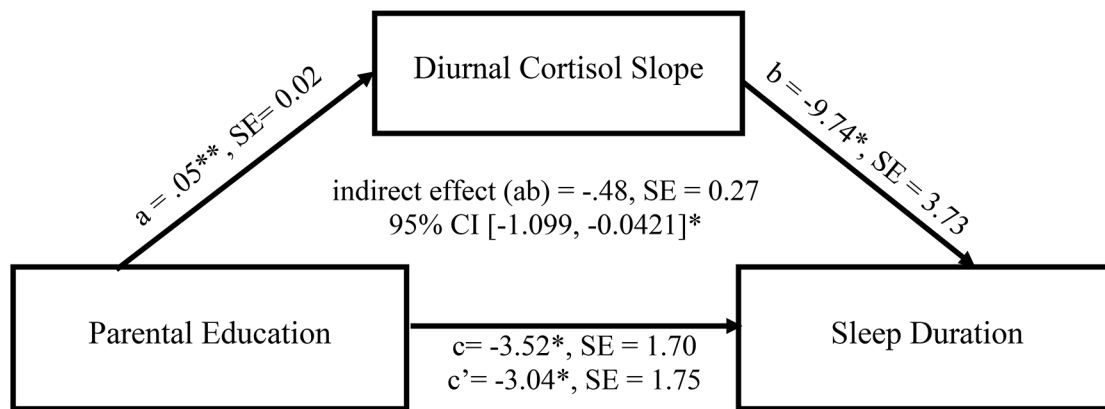 Diurnal Cortisol Slope
a = .05**, SE= 0.02
b = -9.74*, SE = 3.73
indirect effect (ab) = -.48, SE = 0.27
95% CI [-1.099, -0.0421]*
Parental Education
c= -3.52*, SE = 1.70
c’= -3.04*, SE = 1.75
Sleep Duration